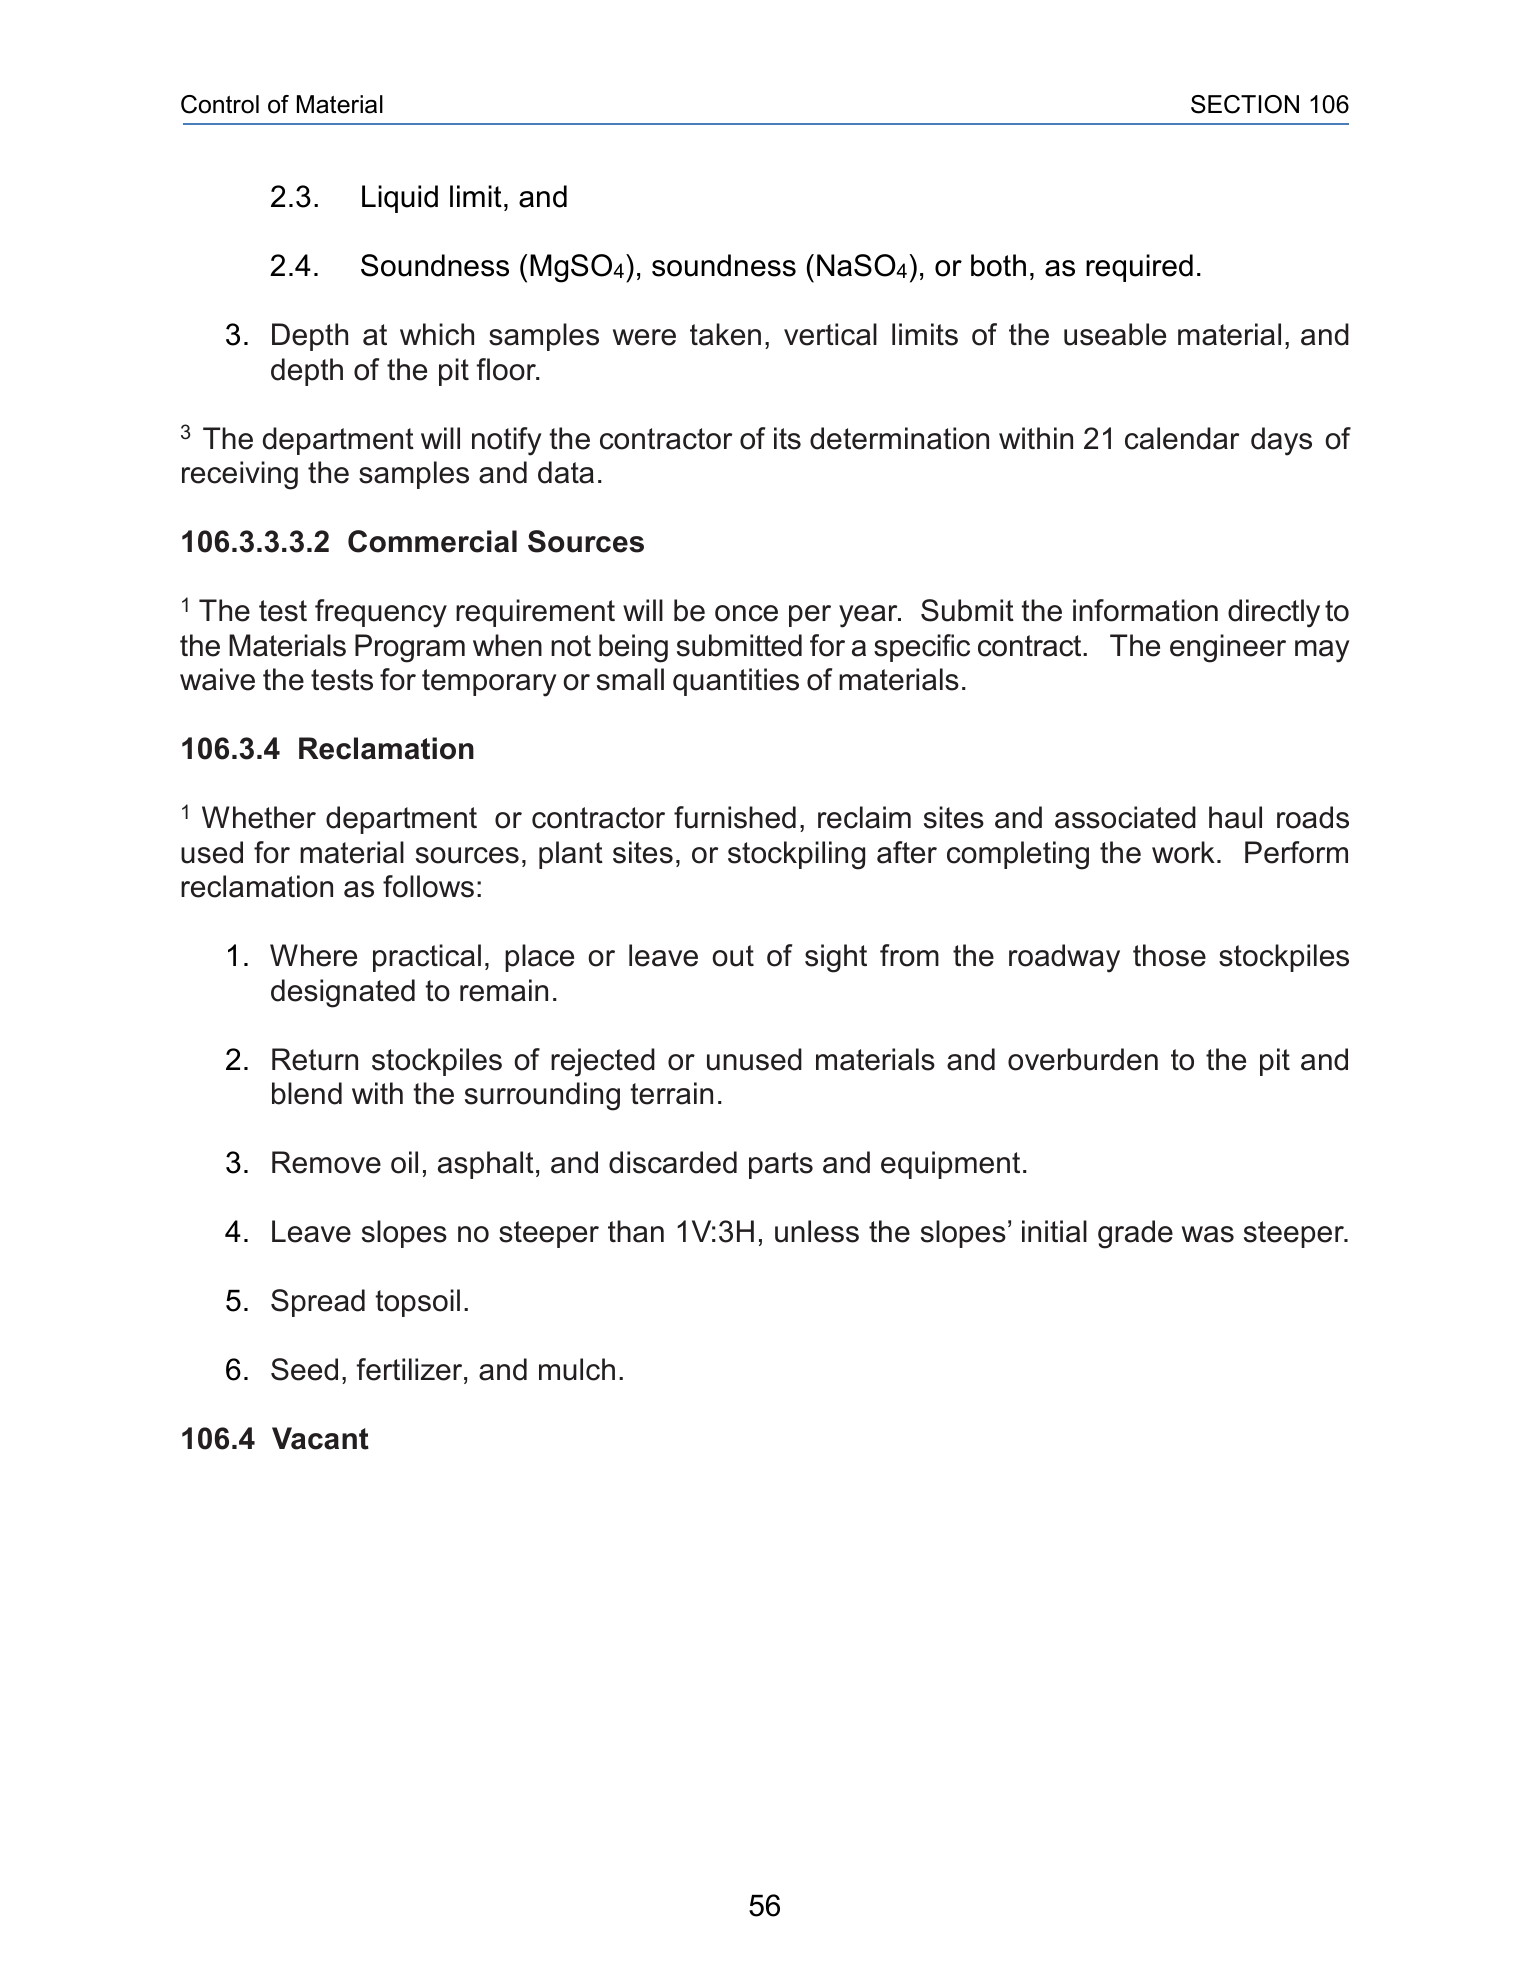 Control of Material SECTION 106
2.3. Liquid limit, and
2.4. Soundness (MgSO₄), soundness (NaSO₄), or both, as required.
3. Depth at which samples were taken, vertical limits of the useable material, and
depth of the pit floor.
³ The department will notify the contractor of its determination within 21 calendar days of
receiving the samples and data.
106.3.3.3.2 Commercial Sources
¹ The test frequency requirement will be once per year. Submit the information directly to
the Materials Program when not being submitted for a specific contract. The engineer may
waive the tests for temporary or small quantities of materials.
106.3.4 Reclamation
¹ Whether department or contractor furnished, reclaim sites and associated haul roads
used for material sources, plant sites, or stockpiling after completing the work. Perform
reclamation as follows:
1. Where practical, place or leave out of sight from the roadway those stockpiles
designated to remain.
2. Return stockpiles of rejected or unused materials and overburden to the pit and
blend with the surrounding terrain.
3. Remove oil, asphalt, and discarded parts and equipment.
4. Leave slopes no steeper than 1V:3H, unless the slopes’ initial grade was steeper.
5. Spread topsoil.
6. Seed, fertilizer, and mulch.
106.4 Vacant
56